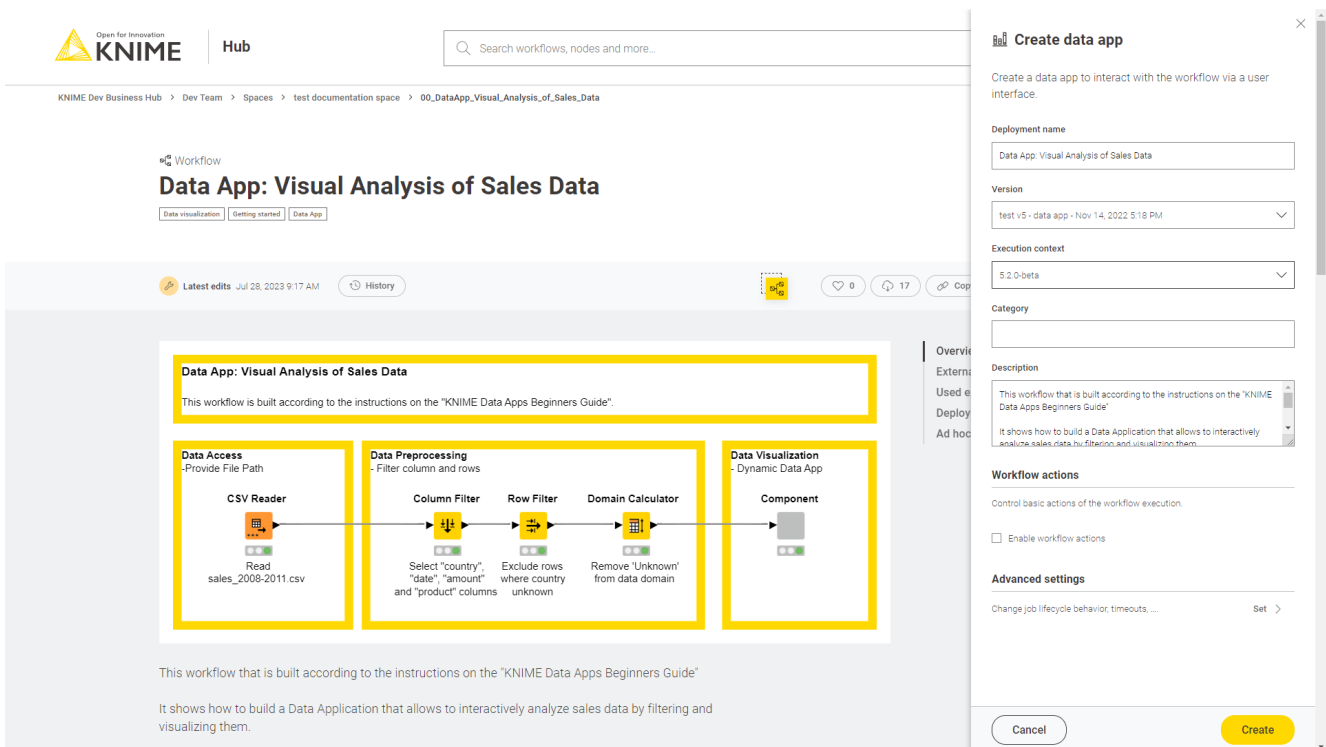 Open for Innovation
KNIME
Hub
Search workflows, nodes and more...
KNIME Dev Business Hub > Dev Team > Spaces > test documentation space > 00_DataApp_Visual_Analysis_of_Sales_Data
Workflow
Data App: Visual Analysis of Sales Data
Data visualization Getting started Data App
Latest edits Jul 28, 2023 9:17 AM History 0 17 Cop
Data App: Visual Analysis of Sales Data
This workflow is built according to the instructions on the "KNIME Data Apps Beginners Guide".
Data Access
-Provide File Path
CSV Reader
Read
sales_2008-2011.csv
Data Preprocessing
- Filter column and rows
Column Filter
Select "country",
"date", "amount"
and "product" columns
Row Filter
Exclude rows
where country
unknown
Domain Calculator
Remove 'Unknown'
from data domain
Data Visualization
- Dynamic Data App
Component
Overvie
Externa
Used e
Deploy
Ad hoc
This workflow that is built according to the instructions on the "KNIME Data Apps Beginners Guide"
It shows how to build a Data Application that allows to interactively analyze sales data by filtering and
visualizing them.
Create data app
Create a data app to interact with the workflow via a user
interface.
Deployment name
Data App: Visual Analysis of Sales Data
Version
test v5 - data app - Nov 14, 2022 5:18 PM
Execution context
5.2.0-beta
Category
Description
This workflow that is built according to the instructions on the "KNIME
Data Apps Beginners Guide"
It shows how to build a Data Application that allows to interactively
analyze sales data by filtering and visualizing them.
Workflow actions
Control basic actions of the workflow execution.
Enable workflow actions
Advanced settings
Change job lifecycle behavior, timeouts, ....
Set >
Cancel
Create